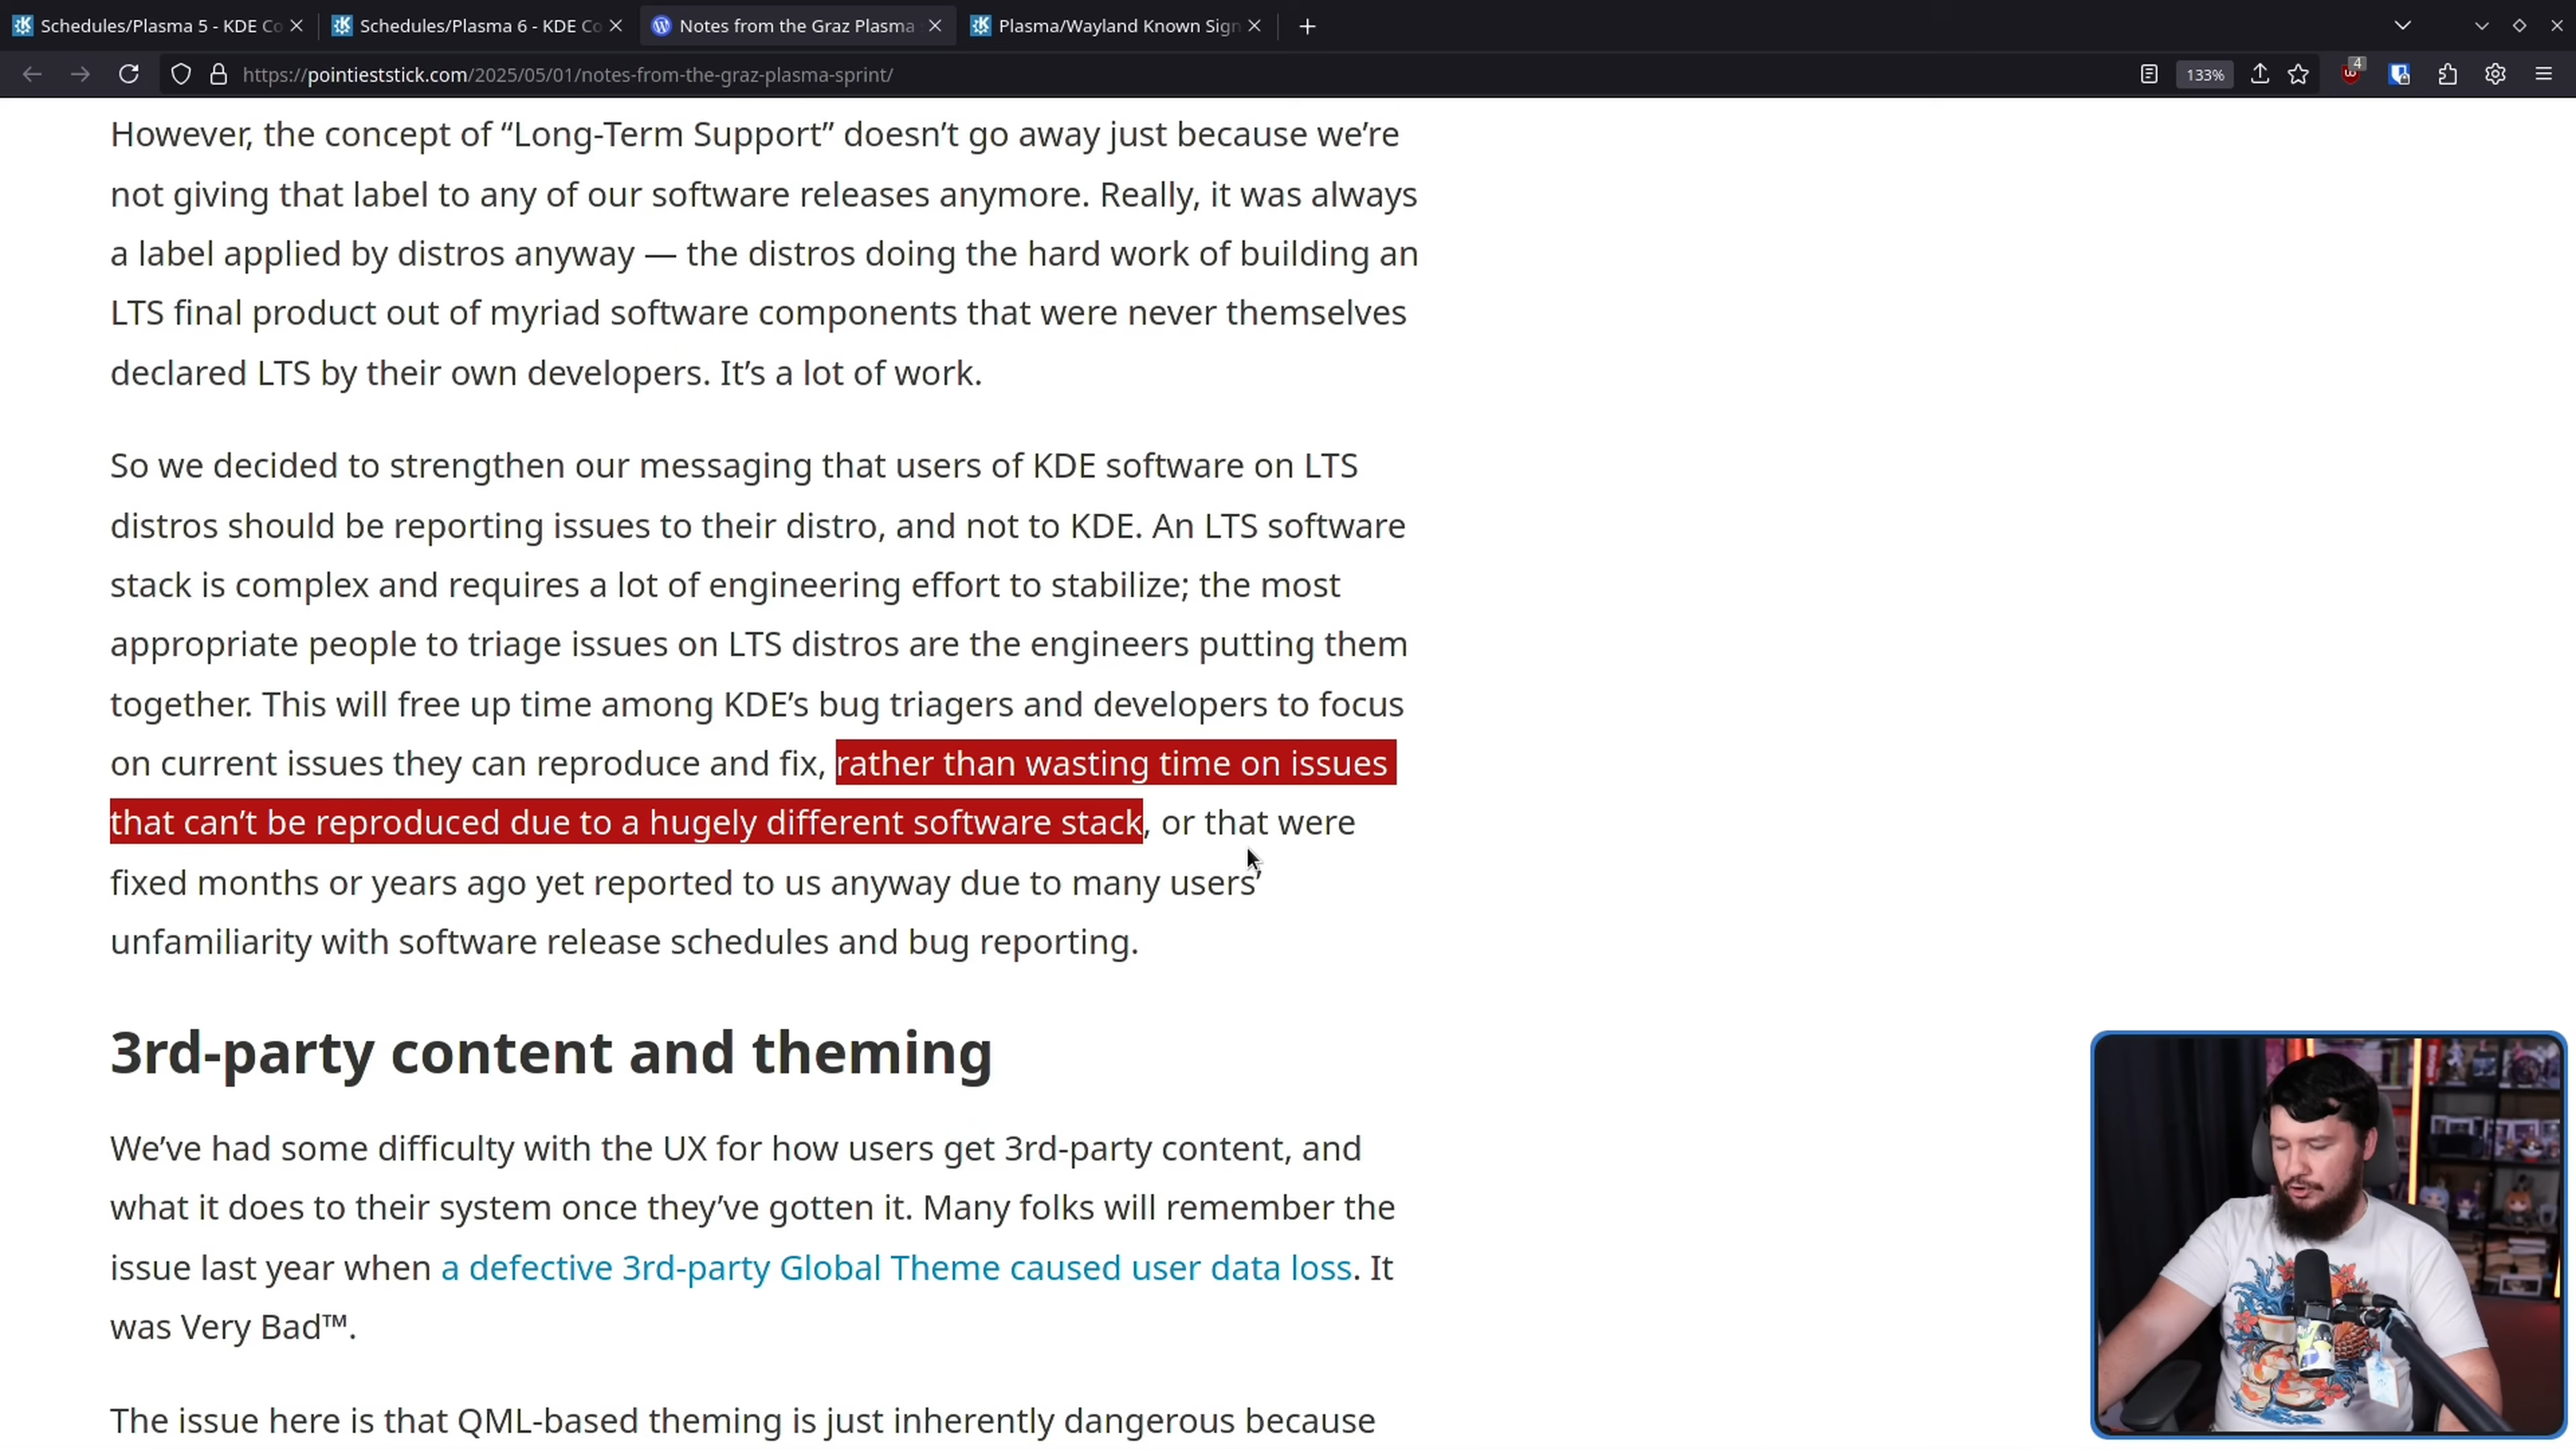 Schedules/Plasma 5 - KDE Co
Schedules/Plasma 6 - KDE Co
Notes from the Graz Plasma
Plasma/Wayland Known Sign
https://pointieststick.com/2025/05/01/notes-from-the-graz-plasma-sprint/
133%
4
However, the concept of “Long-Term Support” doesn’t go away just because we’re
not giving that label to any of our software releases anymore. Really, it was always
a label applied by distros anyway — the distros doing the hard work of building an
LTS final product out of myriad software components that were never themselves
declared LTS by their own developers. It’s a lot of work.
So we decided to strengthen our messaging that users of KDE software on LTS
distros should be reporting issues to their distro, and not to KDE. An LTS software
stack is complex and requires a lot of engineering effort to stabilize; the most
appropriate people to triage issues on LTS distros are the engineers putting them
together. This will free up time among KDE’s bug triagers and developers to focus
on current issues they can reproduce and fix, rather than wasting time on issues
that can’t be reproduced due to a hugely different software stack, or that were
fixed months or years ago yet reported to us anyway due to many users’
unfamiliarity with software release schedules and bug reporting.
3rd-party content and theming
We’ve had some difficulty with the UX for how users get 3rd-party content, and
what it does to their system once they’ve gotten it. Many folks will remember the
issue last year when a defective 3rd-party Global Theme caused user data loss. It
was Very Bad™.
The issue here is that QML-based theming is just inherently dangerous because